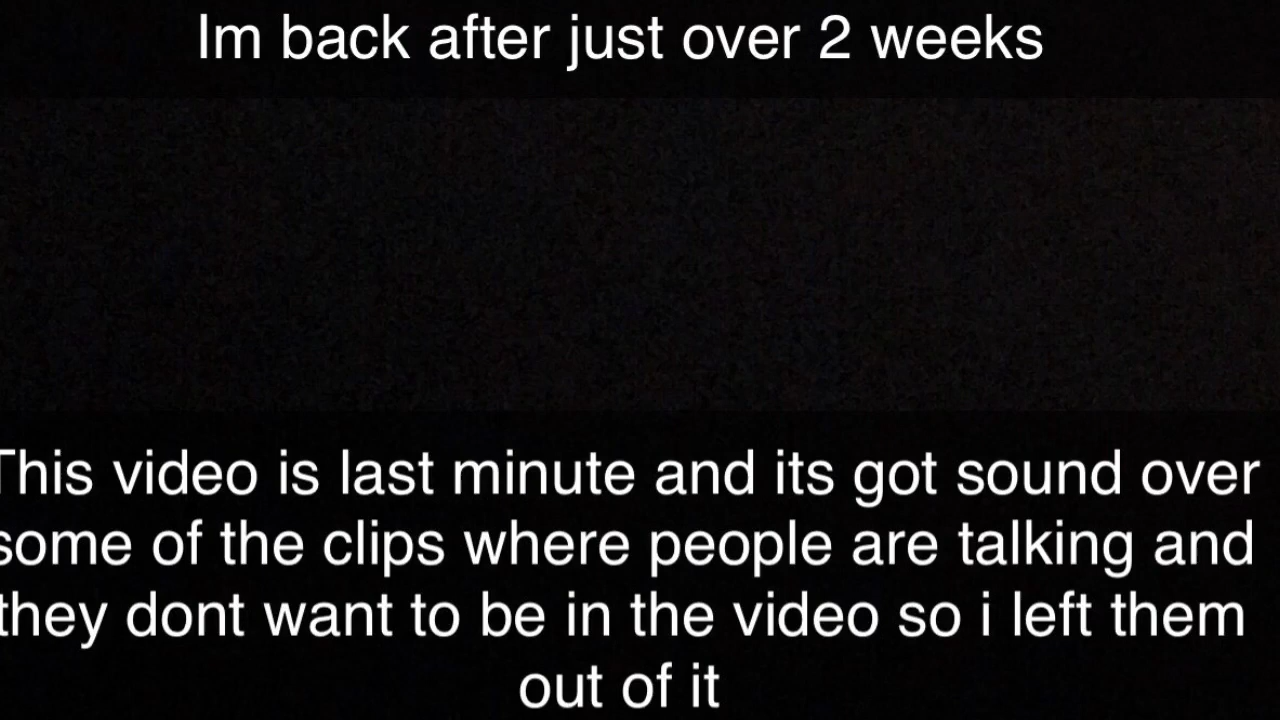 Im back after just over 2 weeks
This video is last minute and its got sound over
some of the clips where people are talking and
they dont want to be in the video so i left them
out of it